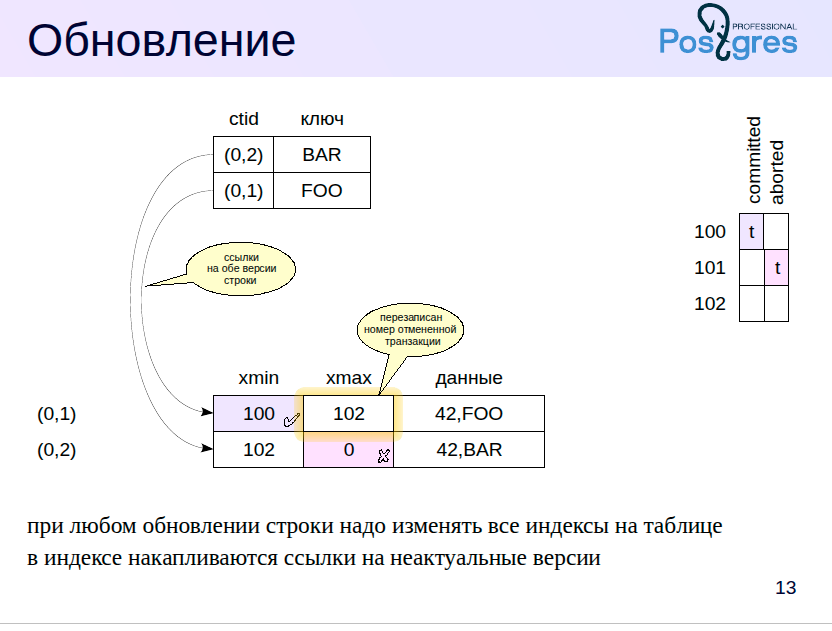 Обновление
PROFESSIONAL
Postgres
ctid ключ
(0,2) BAR
(0,1) FOO
committed
aborted
100 t
101 t
102
ссылки
на обе версии
строки
перезаписан
номер отмененной
транзакции
xmin xmax данные
(0,1) 100 102 42,FOO
(0,2) 102 0 42,BAR
при любом обновлении строки надо изменять все индексы на таблице
в индексе накапливаются ссылки на неактуальные версии
13